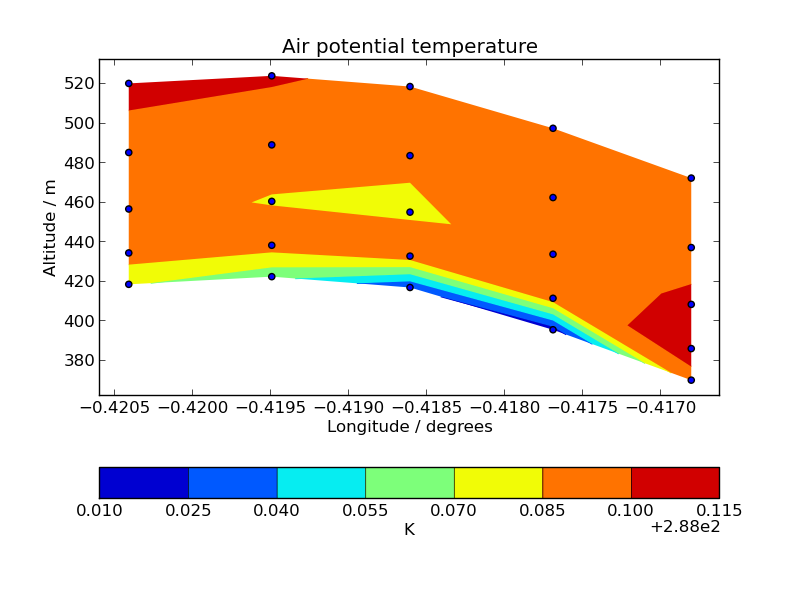 Air potential temperature
520
500
480
460
440
420
400
380
Altitude / m
−0.4205 −0.4200 −0.4195 −0.4190 −0.4185 −0.4180 −0.4175 −0.4170
Longitude / degrees
0.010 0.025 0.040 0.055 0.070 0.085 0.100 0.115
+2.88e2
K